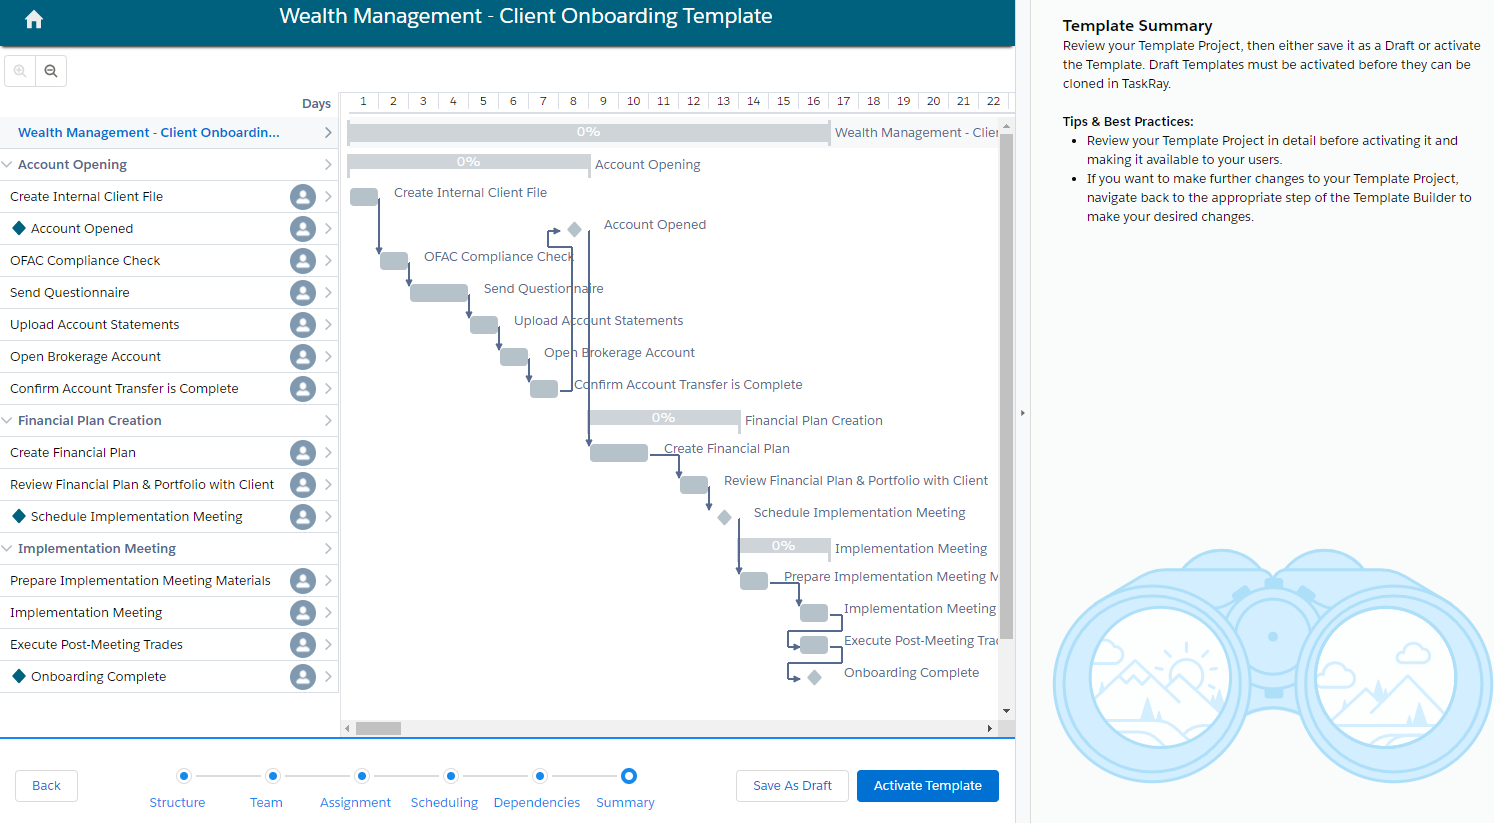 Wealth Management - Client Onboarding Template
Days
1 2 3 4 5 6 7 8 9 10 11 12 13 14 15 16 17 18 19 20 21 22
Wealth Management - Client Onboardin...
0%
Wealth Management - Clier
Account Opening
0%
Account Opening
Create Internal Client File
Create Internal Client File
Account Opened
Account Opened
OFAC Compliance Check
OFAC Compliance Check
Send Questionnaire
Send Questionnaire
Upload Account Statements
Upload Account Statements
Open Brokerage Account
Open Brokerage Account
Confirm Account Transfer is Complete
Confirm Account Transfer is Complete
Financial Plan Creation
0%
Financial Plan Creation
Create Financial Plan
Create Financial Plan
Review Financial Plan & Portfolio with Client
Review Financial Plan & Portfolio with Client
Schedule Implementation Meeting
Schedule Implementation Meeting
Implementation Meeting
0%
Implementation Meeting
Prepare Implementation Meeting Materials
Prepare Implementation Meeting M
Implementation Meeting
Implementation Meeting
Execute Post-Meeting Trades
Execute Post-Meeting Trad
Onboarding Complete
Onboarding Complete
Back
Structure
Team
Assignment
Scheduling
Dependencies
Summary
Save As Draft
Activate Template
Template Summary
Review your Template Project, then either save it as a Draft or activate
the Template. Draft Templates must be activated before they can be
cloned in TaskRay.
Tips & Best Practices:
• Review your Template Project in detail before activating it and
making it available to your users.
• If you want to make further changes to your Template Project,
navigate back to the appropriate step of the Template Builder to
make your desired changes.